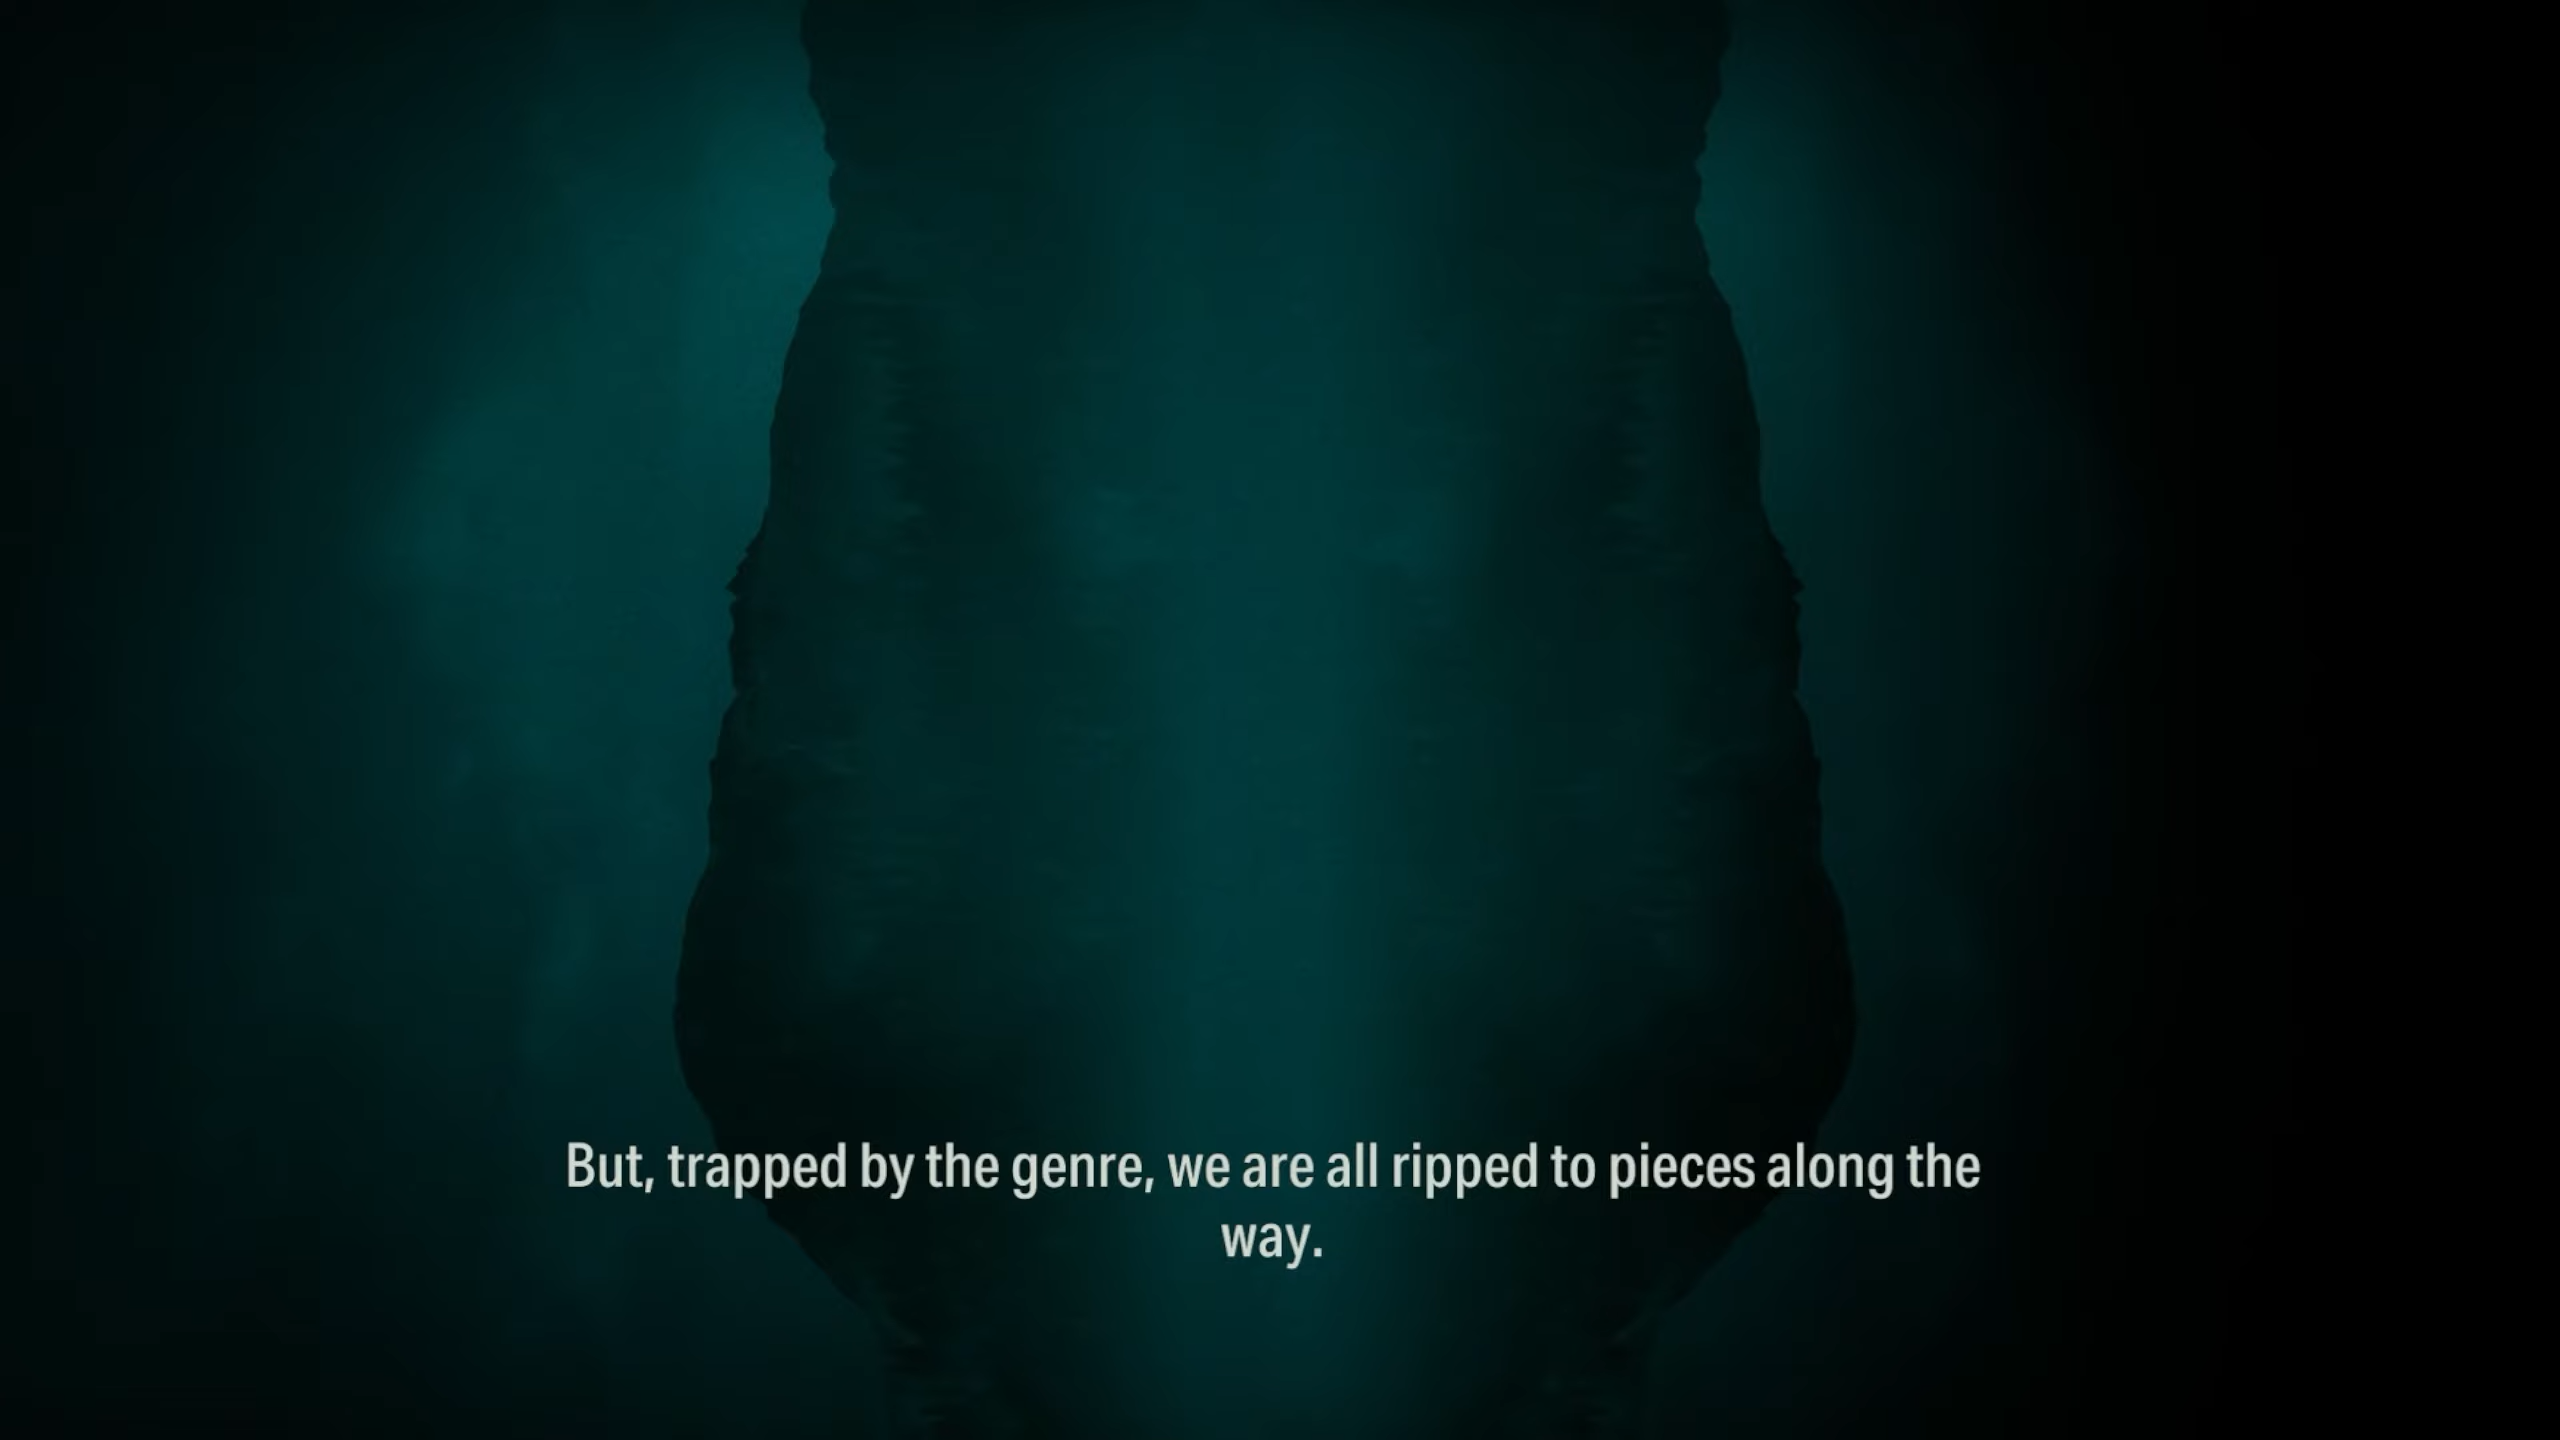 But, trapped by the genre, we are all ripped to pieces along the
way.